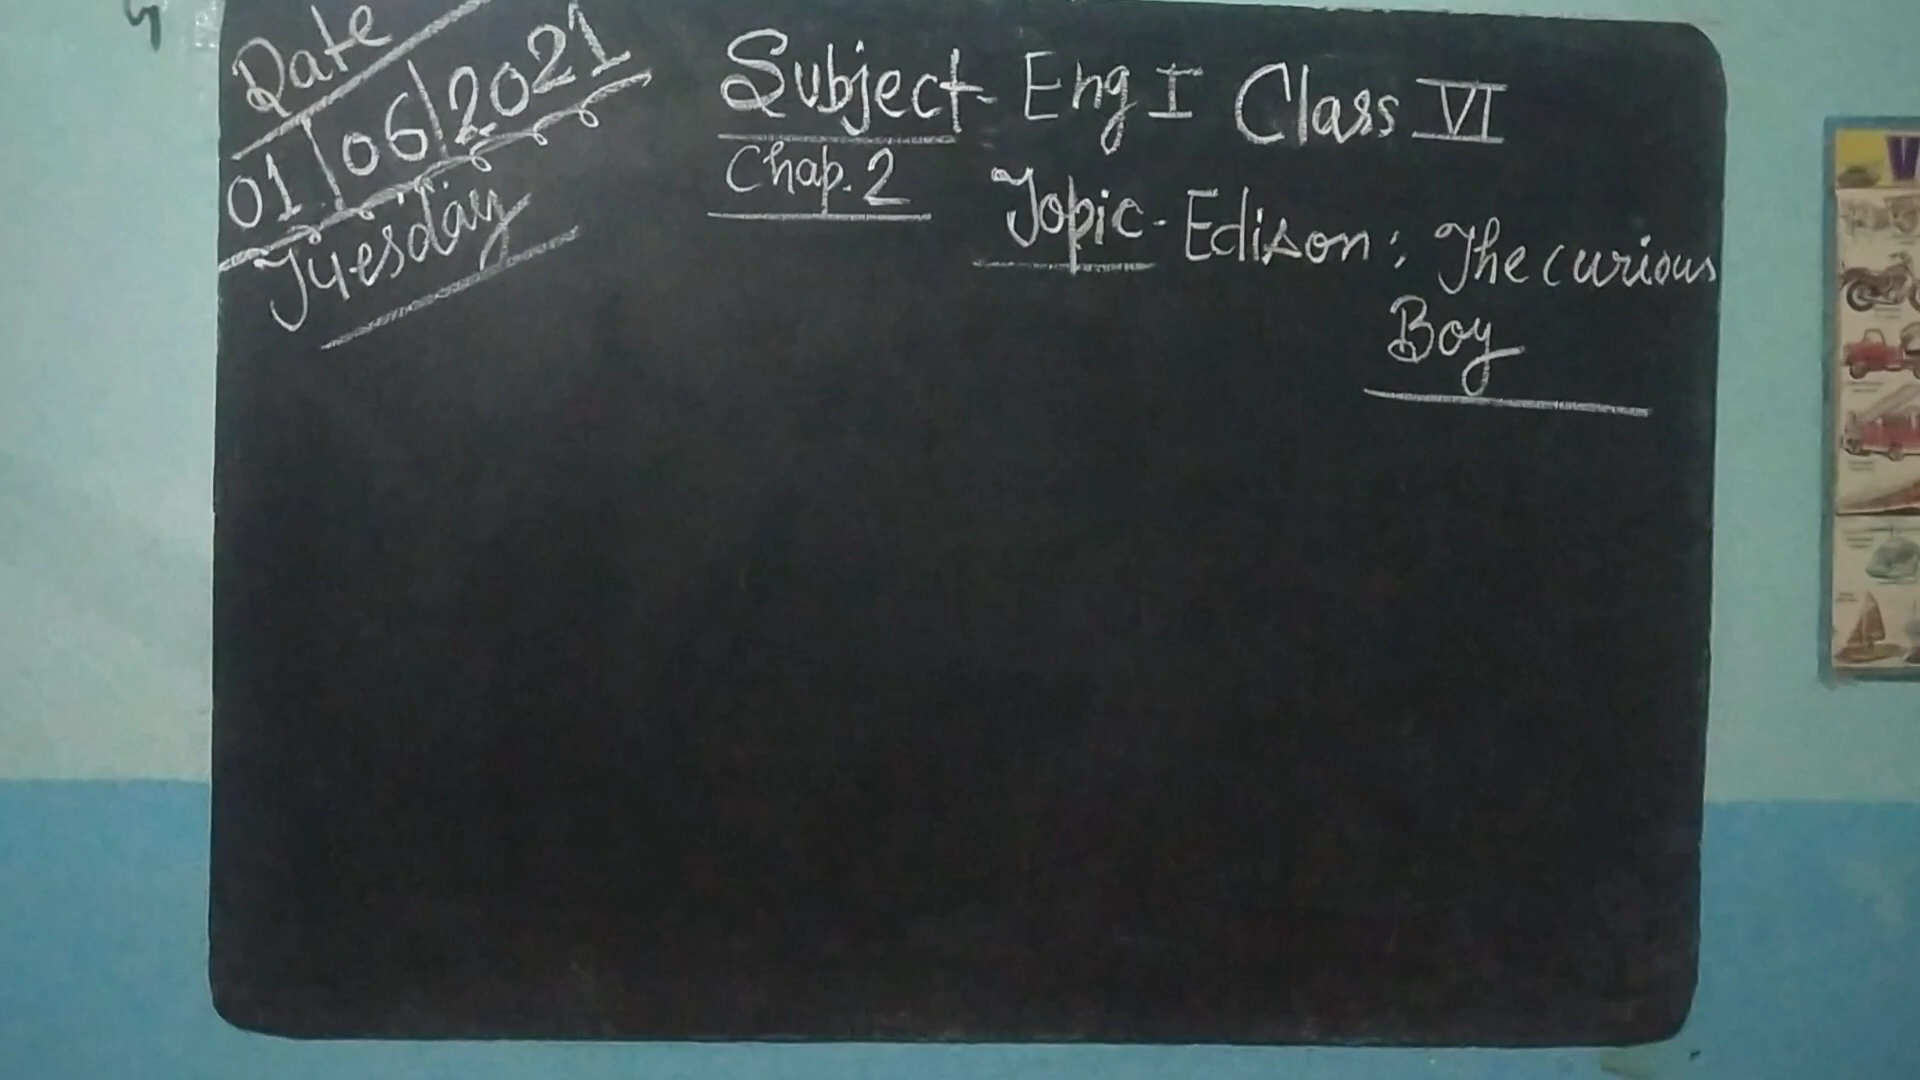 Date
01/06/2021
Tuesday
Subject- Eng I Class VI
Chap. 2
Topic- Edison: The curious
Boy